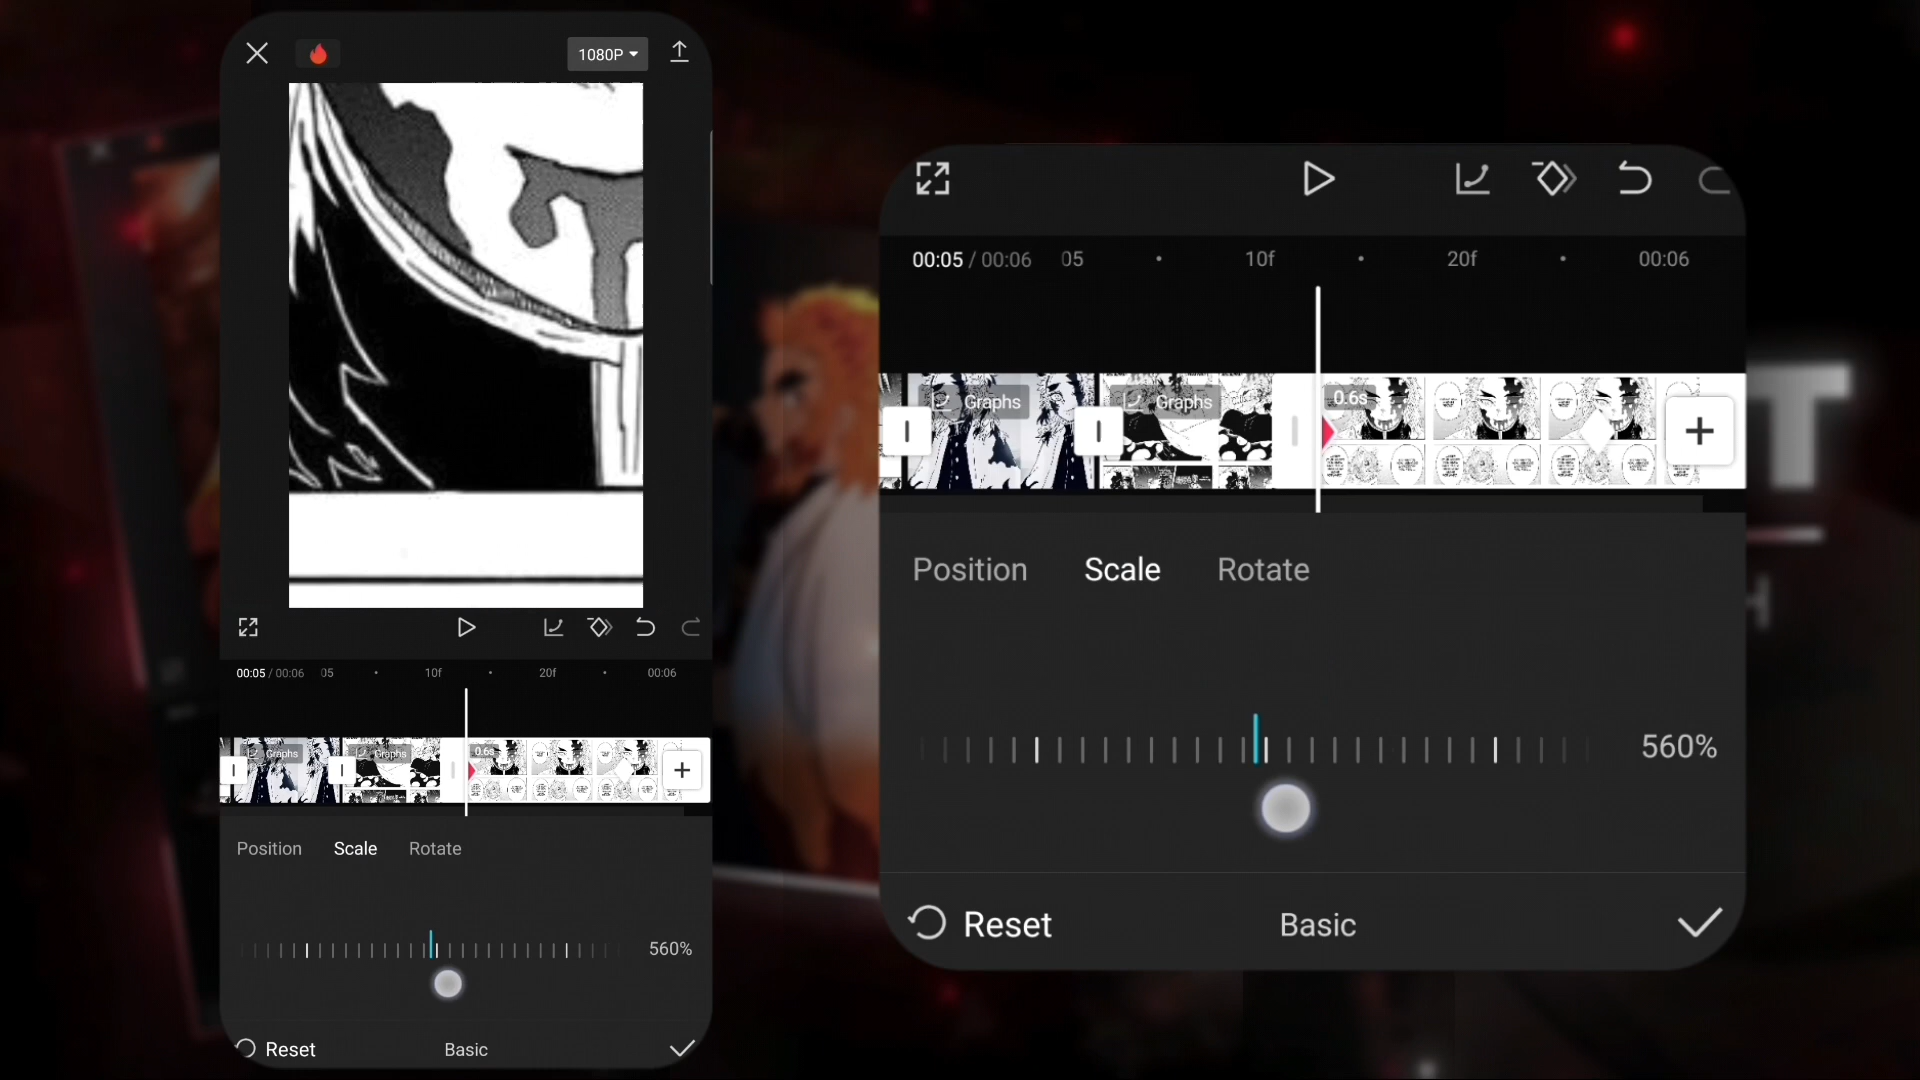 1080P
00:05 / 00:06 05 10f 20f 00:06
Graphs Graphs 0.6s
Position Scale Rotate
560%
Reset Basic
00:05 / 00:06 05 10f 20f 00:06
Graphs Graphs 0.6s
Position Scale Rotate
560%
Reset Basic
T
H